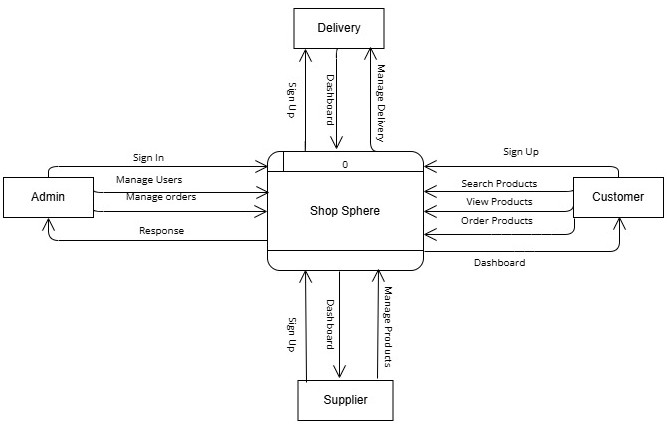 Delivery
Sign Up
Dashboard
Manage Delivery
Sign In
Sign Up
0
Manage Users
Search Products
Admin
Manage orders
View Products
Customer
Shop Sphere
Order Products
Response
Dashboard
Sign Up
Dashboard
Manage Products
Supplier